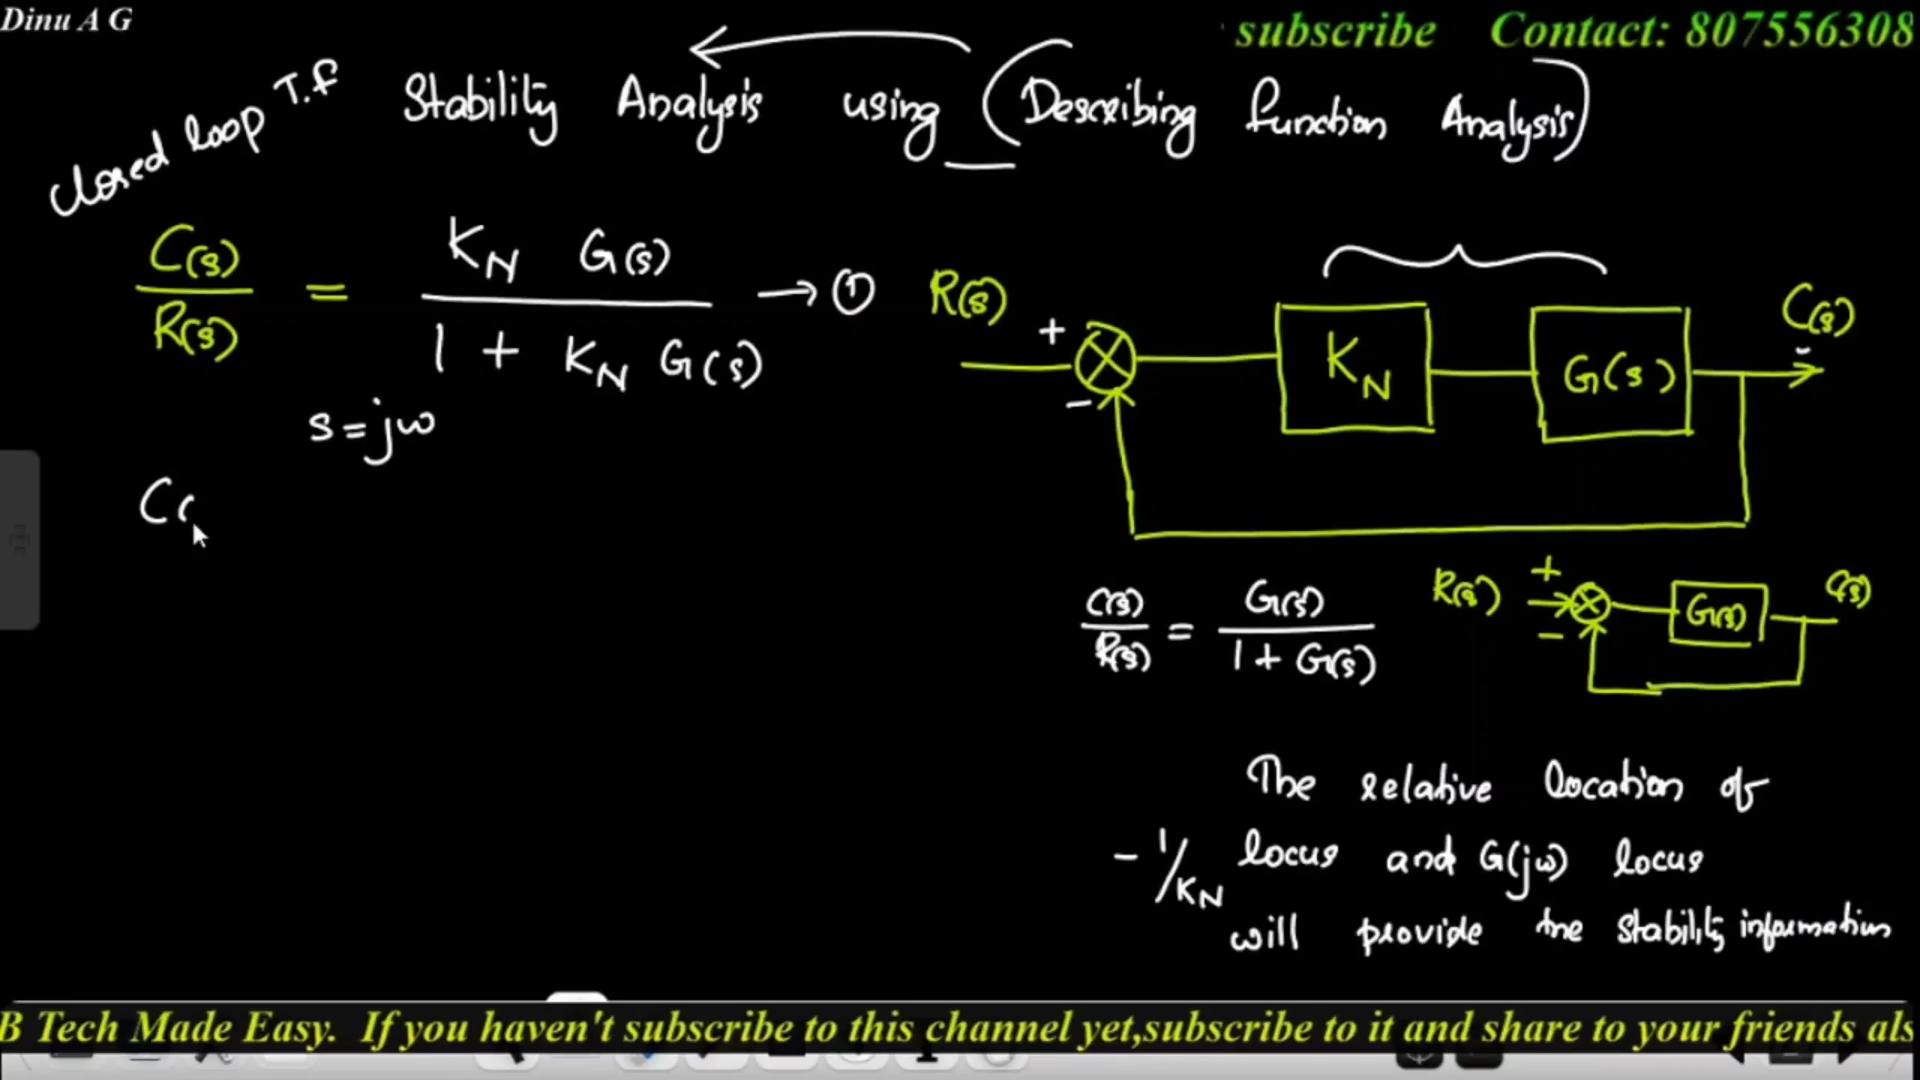 Dinu A G
subscribe Contact: 807556308
closed loop T.f
Stability Analysis using (Describing function Analysis)
C(s)/R(s) = K_N G(s) / 1 + K_N G(s) → ①
s = jω
C(
R(s) + - K_N G(s) C(s)
C(s)/R(s) = G(s) / 1 + G(s)
R(s) + - G(s) C(s)
The relative location of
- 1/K_N locus and G(jω) locus
will provide the stability information
B Tech Made Easy. If you haven't subscribe to this channel yet,subscribe to it and share to your friends als